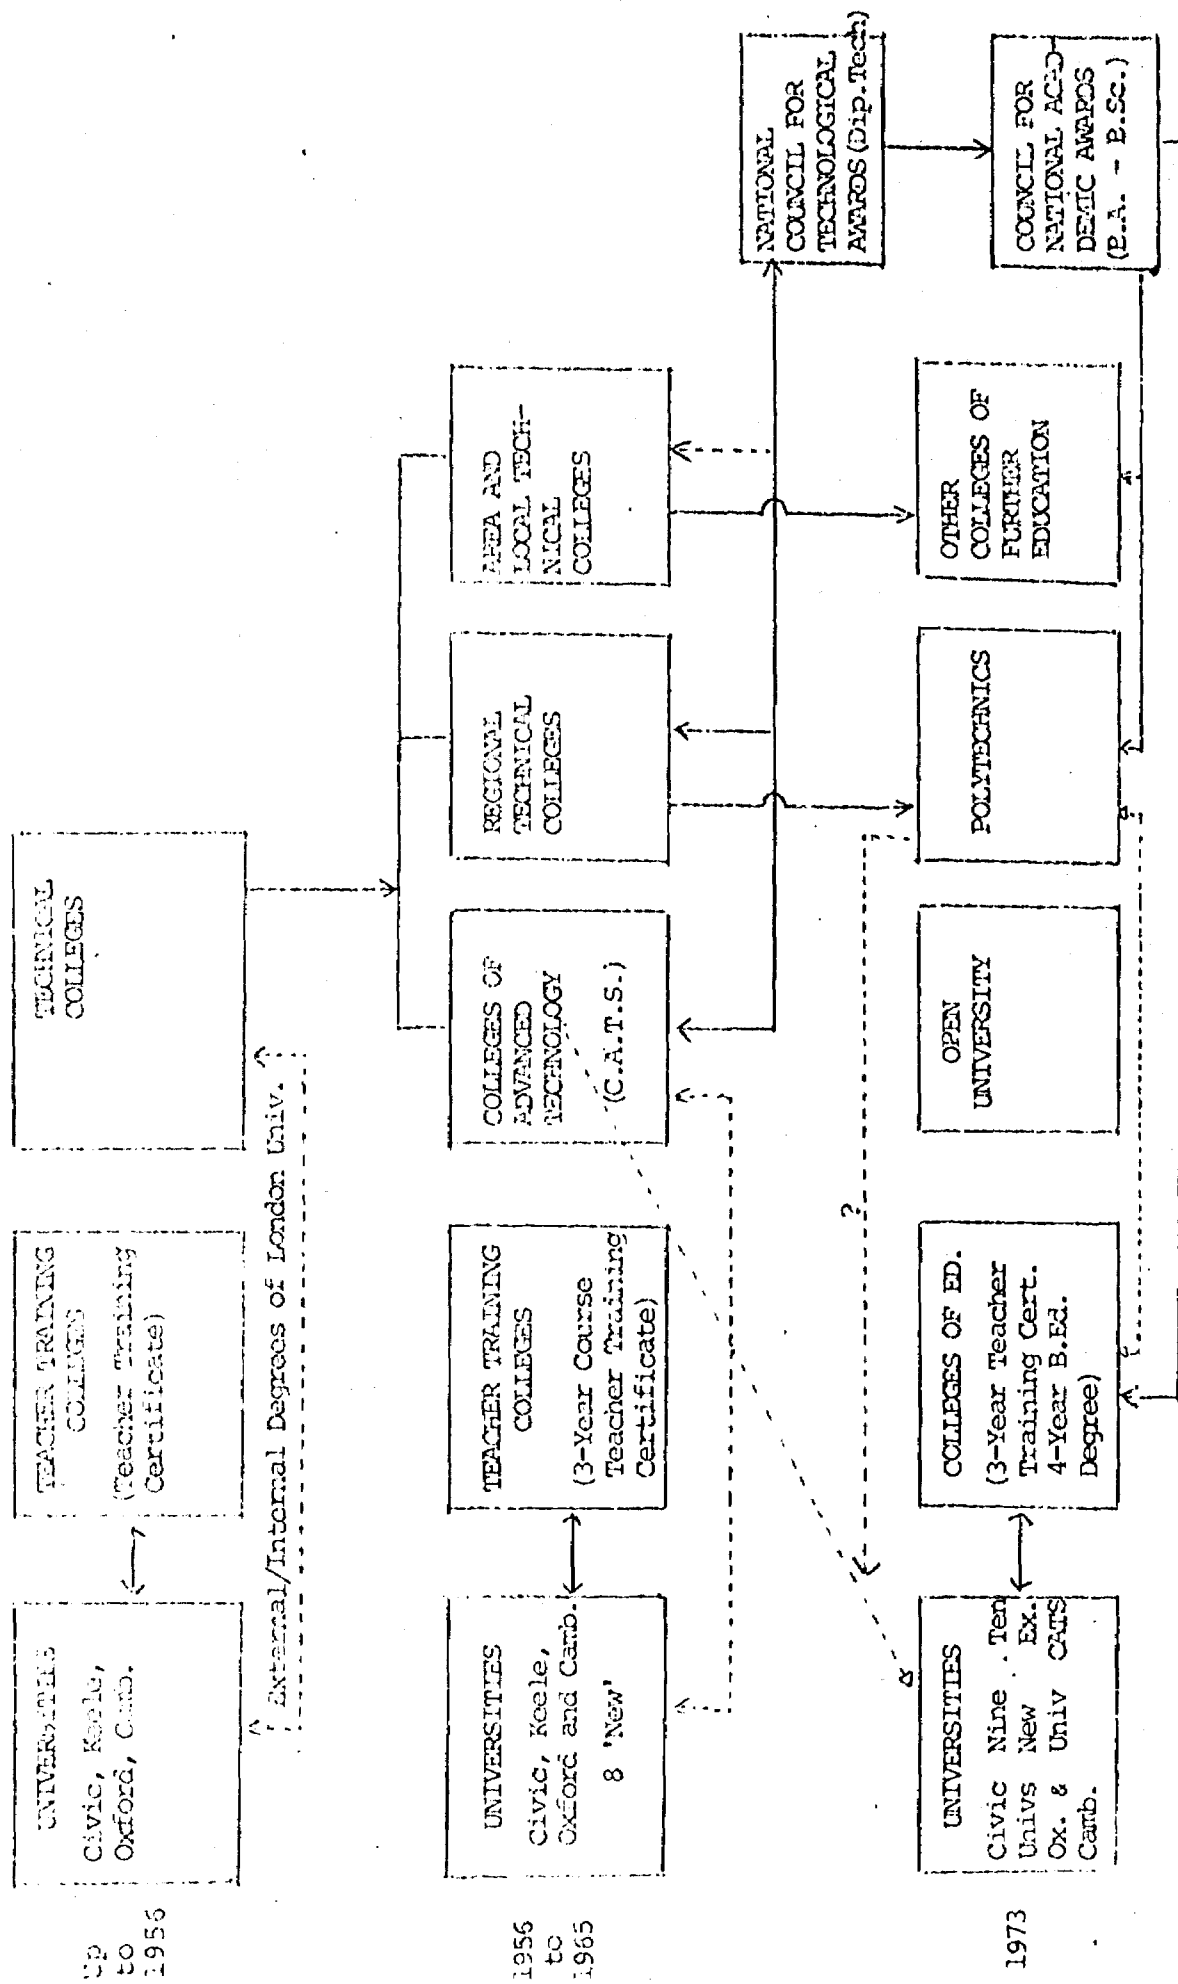 Up
to
1956
UNIVERSITIES
Civic, Keele,
Oxford, Camb.
TEACHER TRAINING
COLLEGES
(Teacher Training
Certificate)
TECHNICAL
COLLEGES
External/Internal Degrees of London Univ.
1956
to
1965
UNIVERSITIES
Civic, Keele,
Oxford and Camb.
8 'New'
TEACHER TRAINING
COLLEGES
(3-Year Course
Teacher Training
Certificate)
COLLEGES OF
ADVANCED
TECHNOLOGY
(C.A.T.S.)
REGIONAL
TECHNICAL
COLLEGES
AREA AND
LOCAL TECH-
NICAL
COLLEGES
NATIONAL
COUNCIL FOR
TECHNOLOGICAL
AWARDS(Dip.Tech)
?
1973
UNIVERSITIES
Civic Nine Ten
Univs New Ex.
Ox. & Univ CATS
Camb.
COLLEGES OF ED.
(3-Year Teacher
Training Cert.
4-Year B.Ed.
Degree)
OPEN
UNIVERSITY
POLYTECHNICS
OTHER
COLLEGES OF
FURTHER
EDUCATION
COUNCIL FOR
NATIONAL ACAD-
DEMIC AWARDS
(B.A. - B.Sc.)